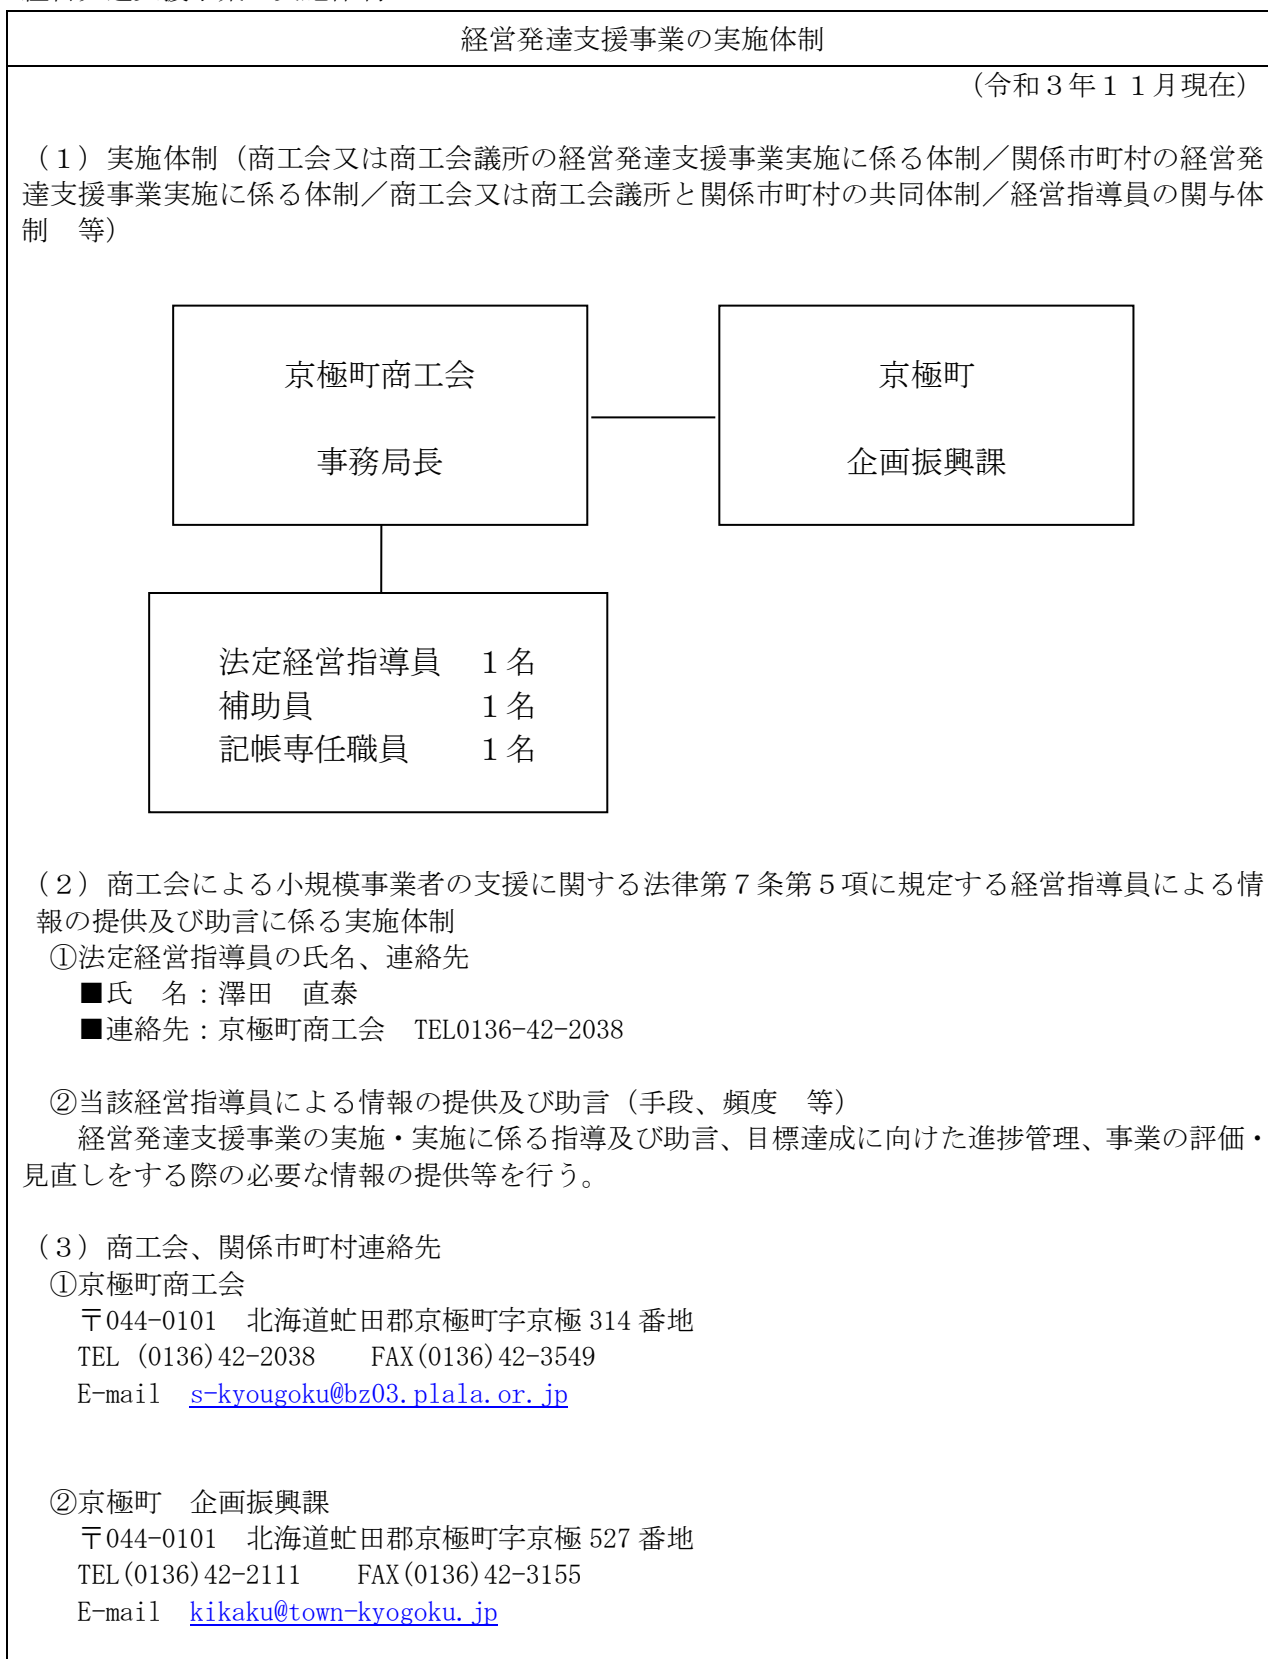 経営発達支援事業の実施体制
（令和３年１１月現在）
（１）実施体制（商工会又は商工会議所の経営発達支援事業実施に係る体制／関係市町村の経営発
達支援事業実施に係る体制／商工会又は商工会議所と関係市町村の共同体制／経営指導員の関与体
制　等）
京極町商工会
事務局長
京極町
企画振興課
法定経営指導員　１名
補助員　　　　　１名
記帳専任職員　　１名
（２）商工会による小規模事業者の支援に関する法律第７条第５項に規定する経営指導員による情
報の提供及び助言に係る実施体制
①法定経営指導員の氏名、連絡先
■氏　名：澤田　直泰
■連絡先：京極町商工会　TEL0136-42-2038
②当該経営指導員による情報の提供及び助言（手段、頻度　等）
経営発達支援事業の実施・実施に係る指導及び助言、目標達成に向けた進捗管理、事業の評価・
見直しをする際の必要な情報の提供等を行う。
（３）商工会、関係市町村連絡先
①京極町商工会
〒044-0101　北海道虻田郡京極町字京極 314 番地
TEL (0136)42-2038　　FAX(0136)42-3549
E-mail　s-kyougoku@bz03.plala.or.jp
②京極町　企画振興課
〒044-0101　北海道虻田郡京極町字京極 527 番地
TEL(0136)42-2111　　FAX(0136)42-3155
E-mail　kikaku@town-kyogoku.jp